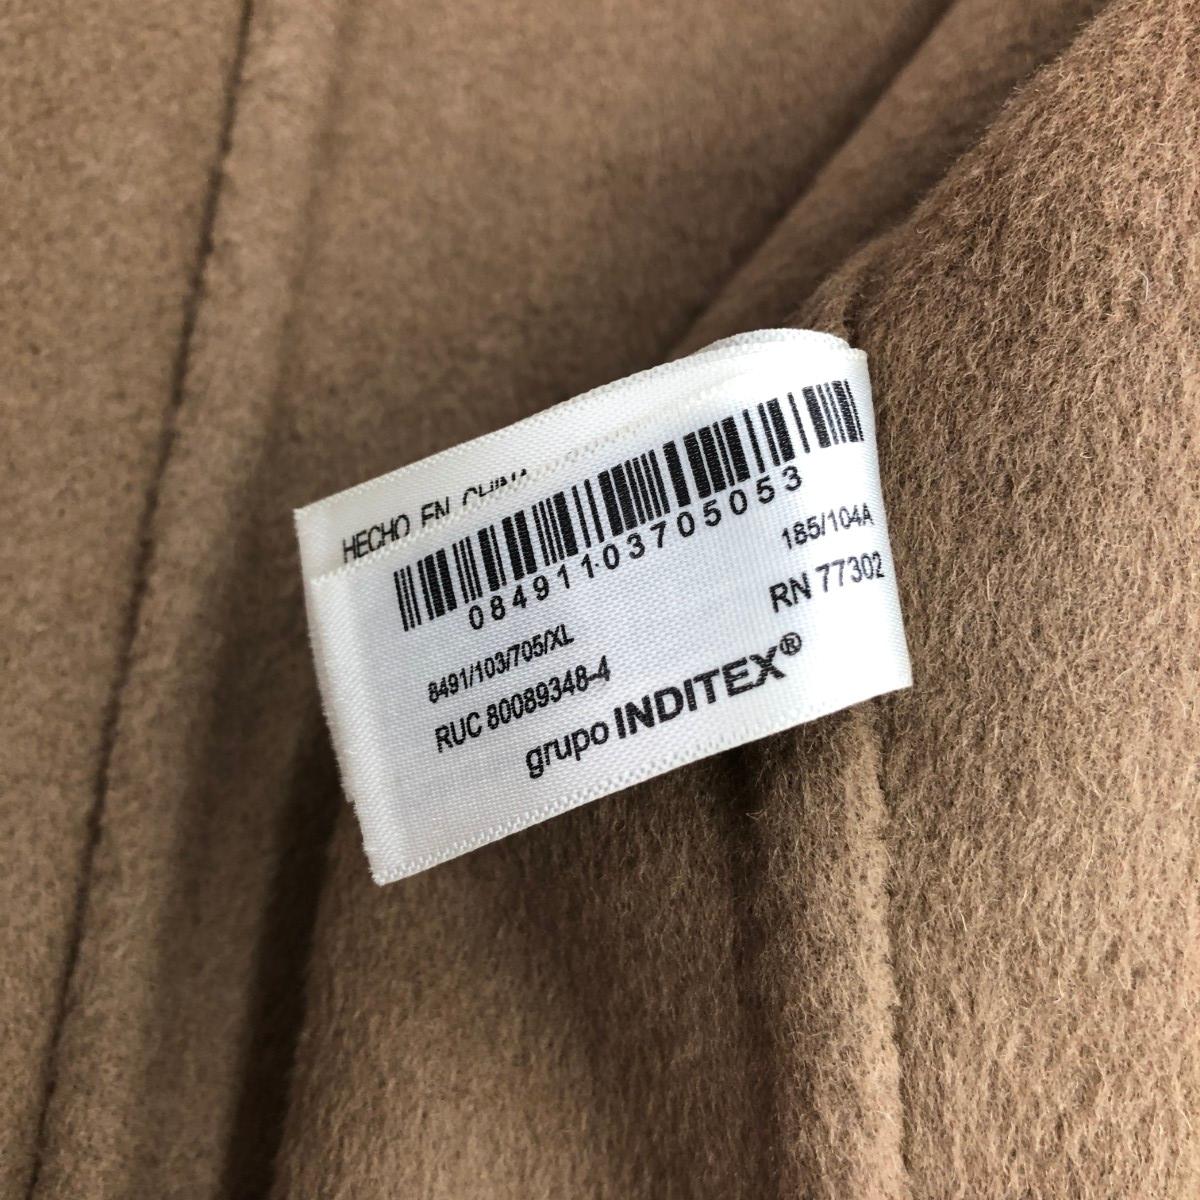 HECHO EN CHINA
08491103705053
8491/103/705/XL
185/104A
RUC 80089348-4
RN 77302
grupo INDITEX®